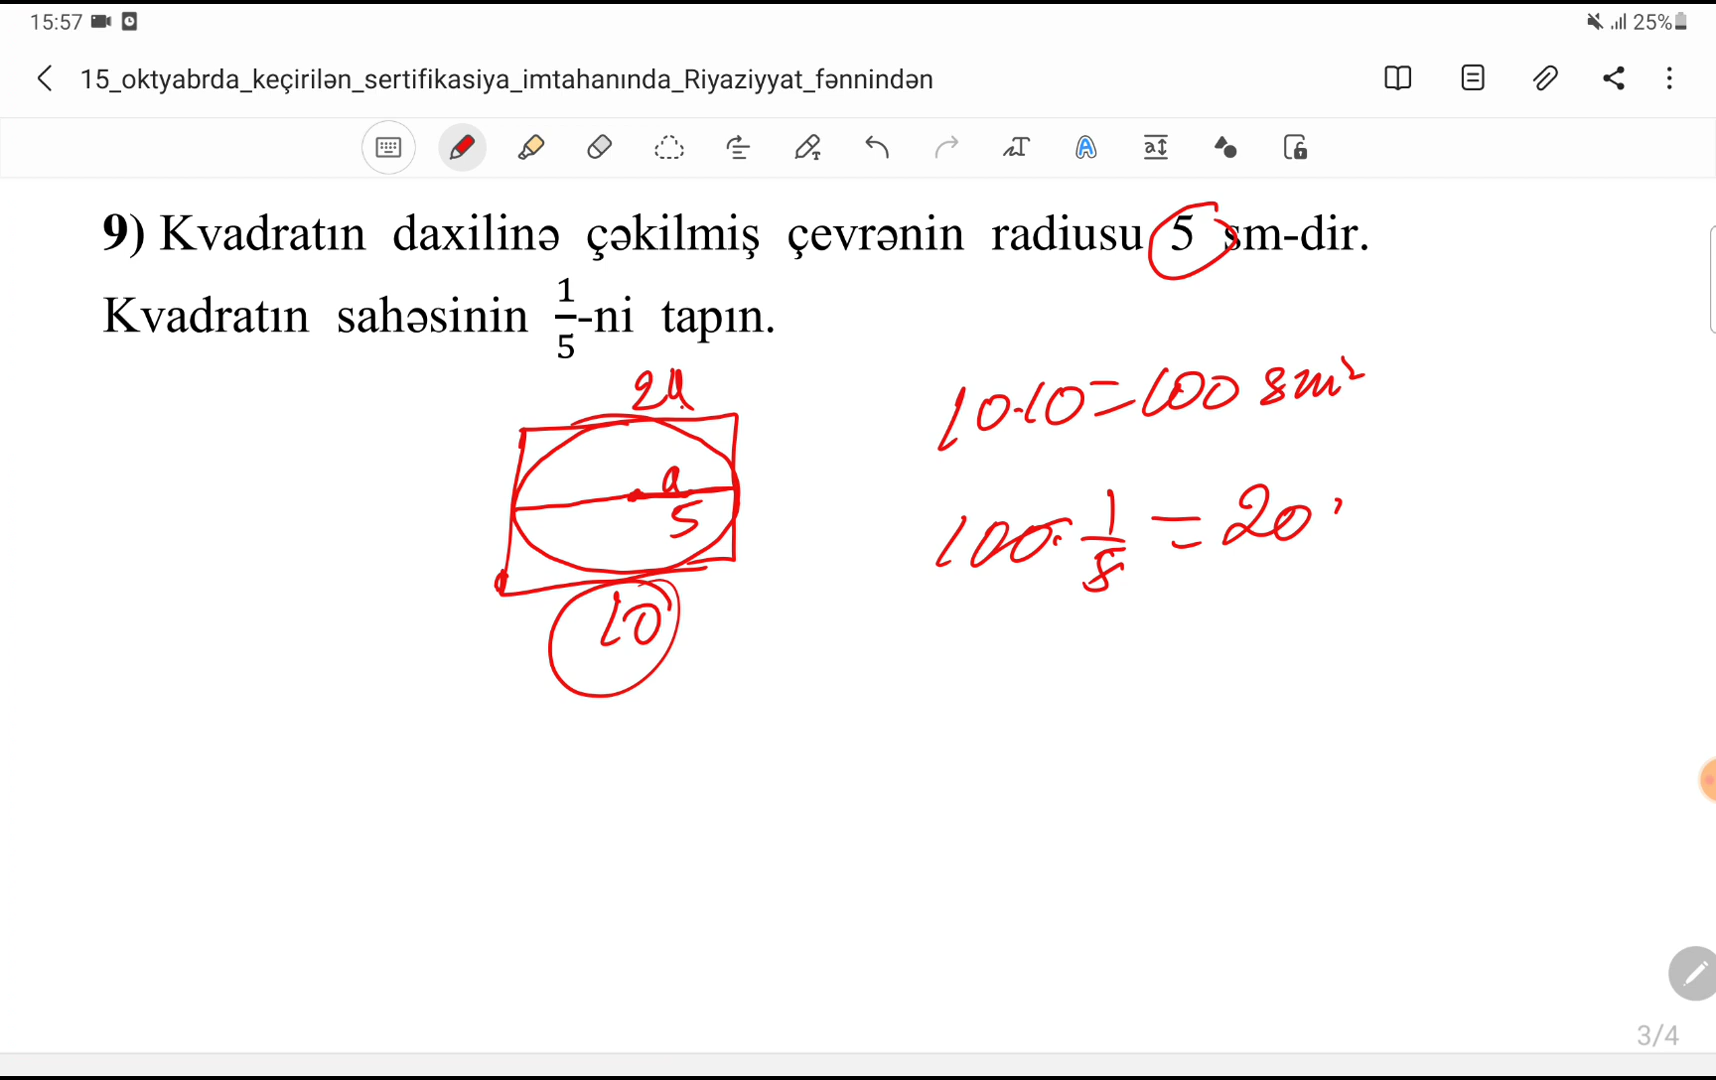 15:57
25%
15_oktyabrda_keçirilən_sertifikasiya_imtahanında_Riyaziyyat_fənnindən
9) Kvadratın daxilinə çəkilmiş çevrənin radiusu 5 sm-dir.
Kvadratın sahəsinin 1/5-ni tapın.
2a
10·10=100 sm²
a
5
100·1/5=20
10
3/4